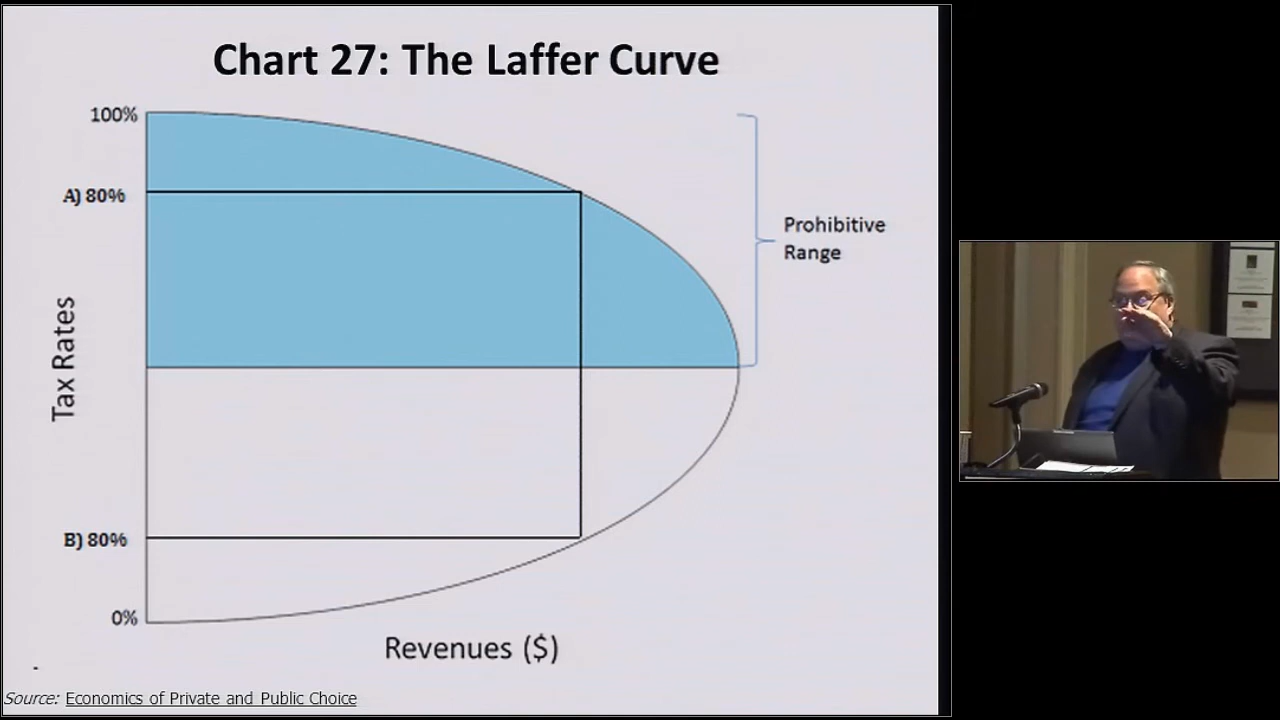 Chart 27: The Laffer Curve
100%
A) 80%
Prohibitive
Range
Tax Rates
B) 80%
0%
Revenues ($)
Source: Economics of Private and Public Choice